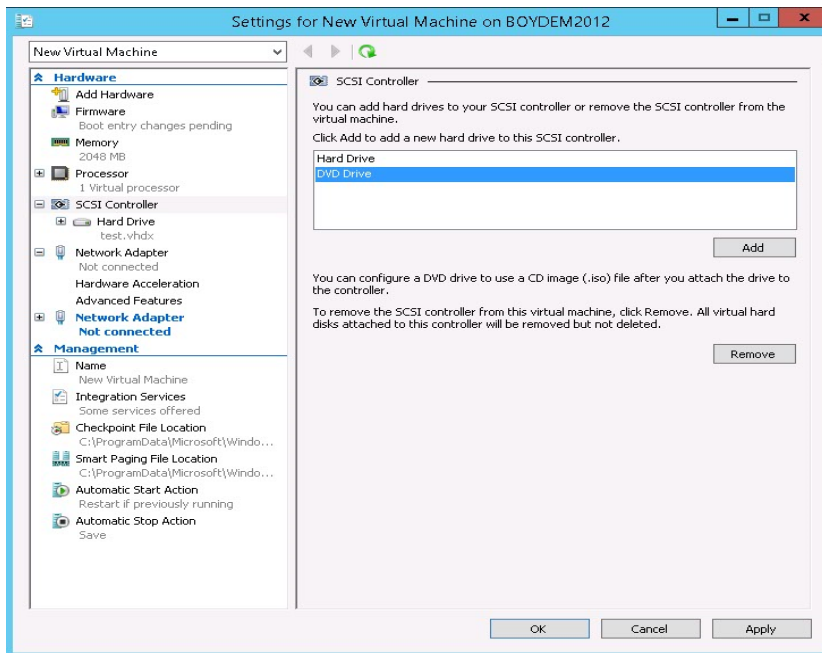 Settings for New Virtual Machine on BOYDEM2012
New Virtual Machine
Hardware
Add Hardware
Firmware
Boot entry changes pending
Memory
2048 MB
Processor
1 Virtual processor
SCSI Controller
Hard Drive
test.vhdx
Network Adapter
Not connected
Hardware Acceleration
Advanced Features
Network Adapter
Not connected
Management
Name
New Virtual Machine
Integration Services
Some services offered
Checkpoint File Location
C:\ProgramData\Microsoft\Windo...
Smart Paging File Location
C:\ProgramData\Microsoft\Windo...
Automatic Start Action
Restart if previously running
Automatic Stop Action
Save
SCSI Controller
You can add hard drives to your SCSI controller or remove the SCSI controller from the
virtual machine.
Click Add to add a new hard drive to this SCSI controller.
Hard Drive
DVD Drive
Add
You can configure a DVD drive to use a CD image (.iso) file after you attach the drive to
the controller.
To remove the SCSI controller from this virtual machine, click Remove. All virtual hard
disks attached to this controller will be removed but not deleted.
Remove
OK
Cancel
Apply